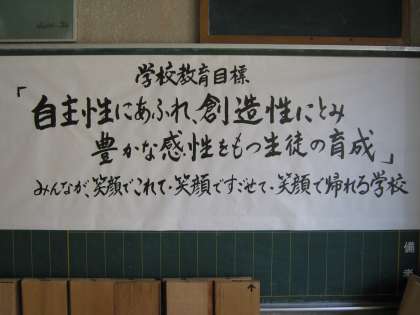 学校教育目標
「自主性にあふれ、創造性にとみ
豊かな感性をもつ生徒の育成」
みんなが、笑顔でこれて・笑顔ですごせて・笑顔で帰れる学校
備考